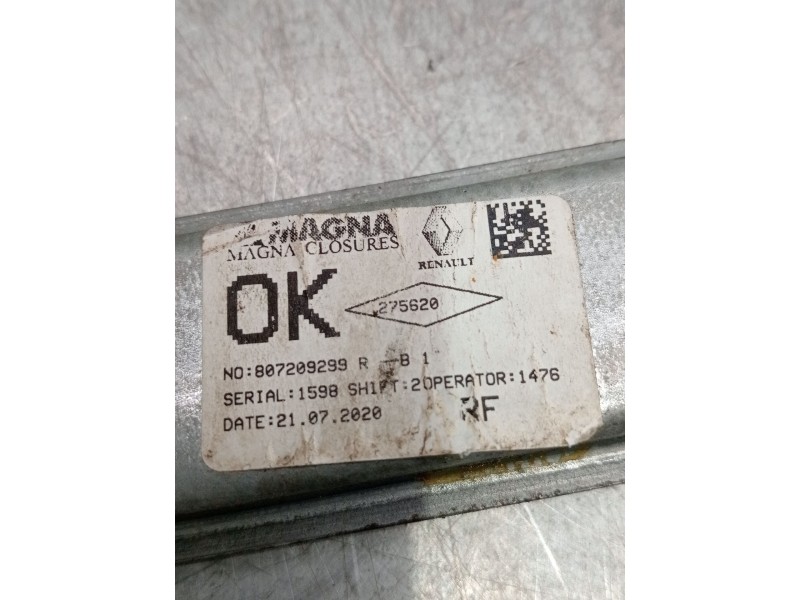 MAGNA
MAGNA CLOSURES
RENAULT
OK
275620
NO:807209299 R -B 1
SERIAL:1598 SHIFT:2OPERATOR:1476
DATE:21.07.2020 RF